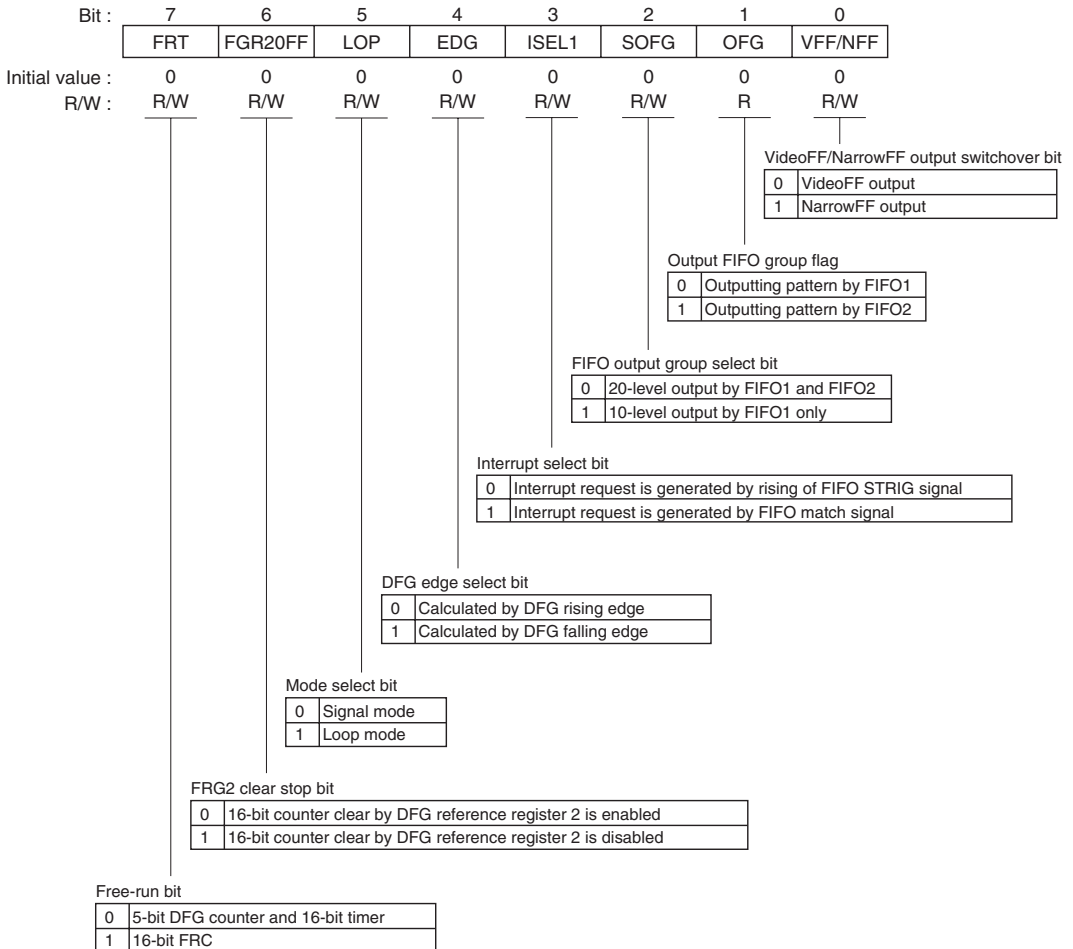 Bit : 7 6 5 4 3 2 1 0
FRT FGR20FF LOP EDG ISEL1 SOFG OFG VFF/NFF
Initial value : 0 0 0 0 0 0 0 0
R/W : R/W R/W R/W R/W R/W R/W R R/W
VideoFF/NarrowFF output switchover bit
0 VideoFF output
1 NarrowFF output
Output FIFO group flag
0 Outputting pattern by FIFO1
1 Outputting pattern by FIFO2
FIFO output group select bit
0 20-level output by FIFO1 and FIFO2
1 10-level output by FIFO1 only
Interrupt select bit
0 Interrupt request is generated by rising of FIFO STRIG signal
1 Interrupt request is generated by FIFO match signal
DFG edge select bit
0 Calculated by DFG rising edge
1 Calculated by DFG falling edge
Mode select bit
0 Signal mode
1 Loop mode
FRG2 clear stop bit
0 16-bit counter clear by DFG reference register 2 is enabled
1 16-bit counter clear by DFG reference register 2 is disabled
Free-run bit
0 5-bit DFG counter and 16-bit timer
1 16-bit FRC